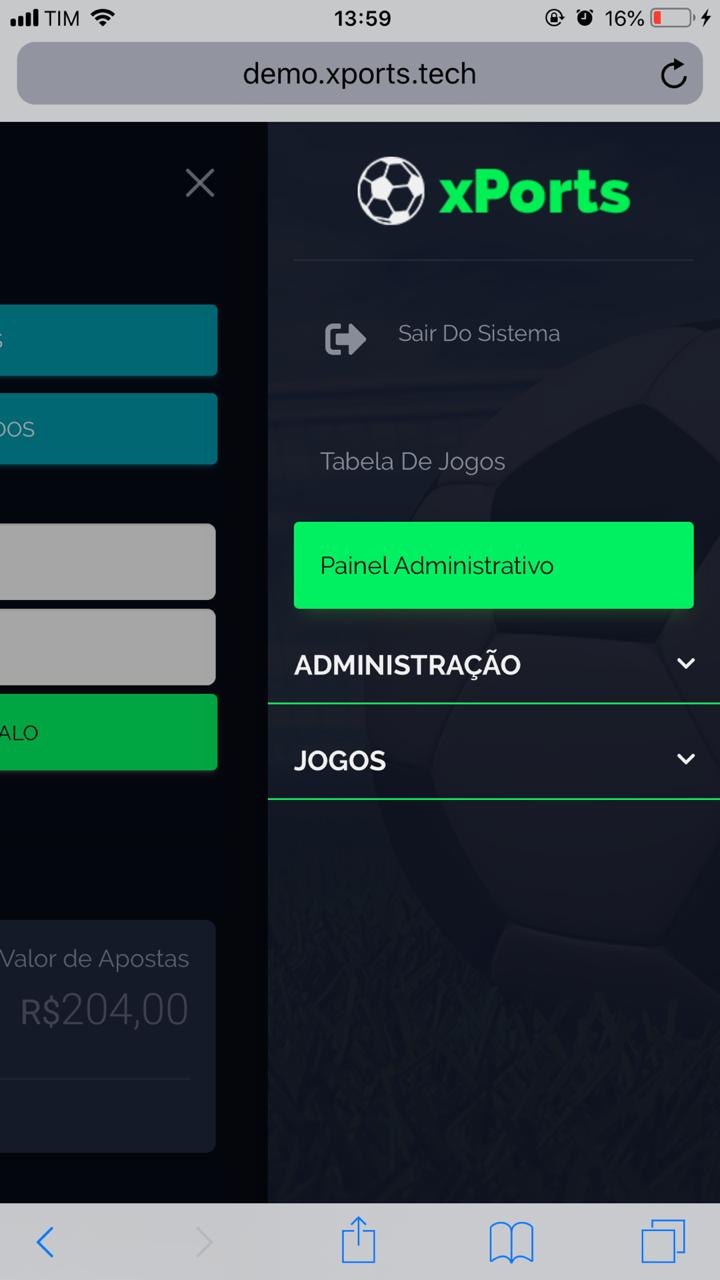 TIM
13:59
16%
demo.xports.tech
xPorts
Sair Do Sistema
Tabela De Jogos
Painel Administrativo
ADMINISTRAÇÃO
JOGOS
S
DOS
ALO
Valor de Apostas
R$204,00